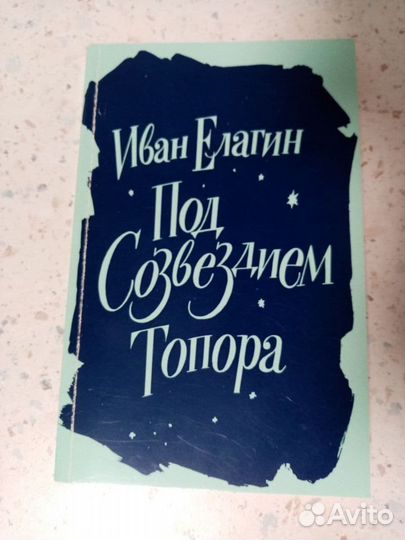 Иван Елагин
Под
Созвездием
Топора
Avito